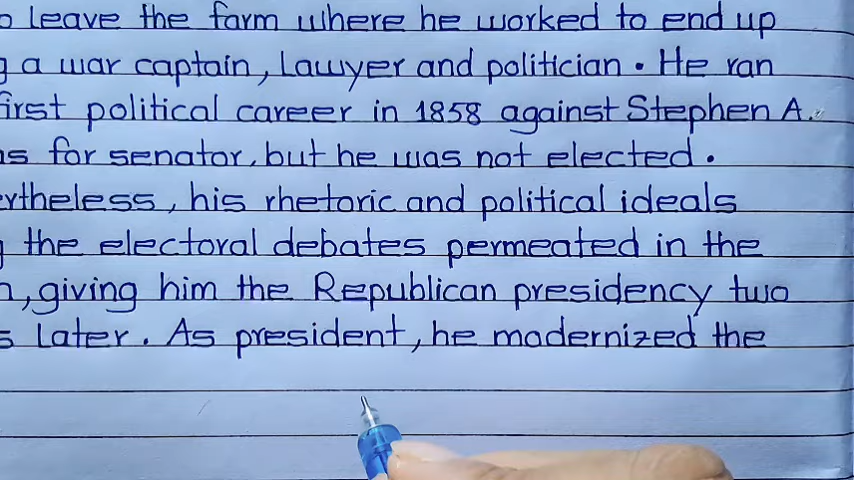 leave the farm where he worked to end up
a war captain, Lawyer and politician. He ran
first political career in 1858 against Stephen A.
for senator, but he was not elected.
his rhetoric and political ideals
the electoral debates permeated in the
giving him the Republican presidency two
Later. As president, he modernized the